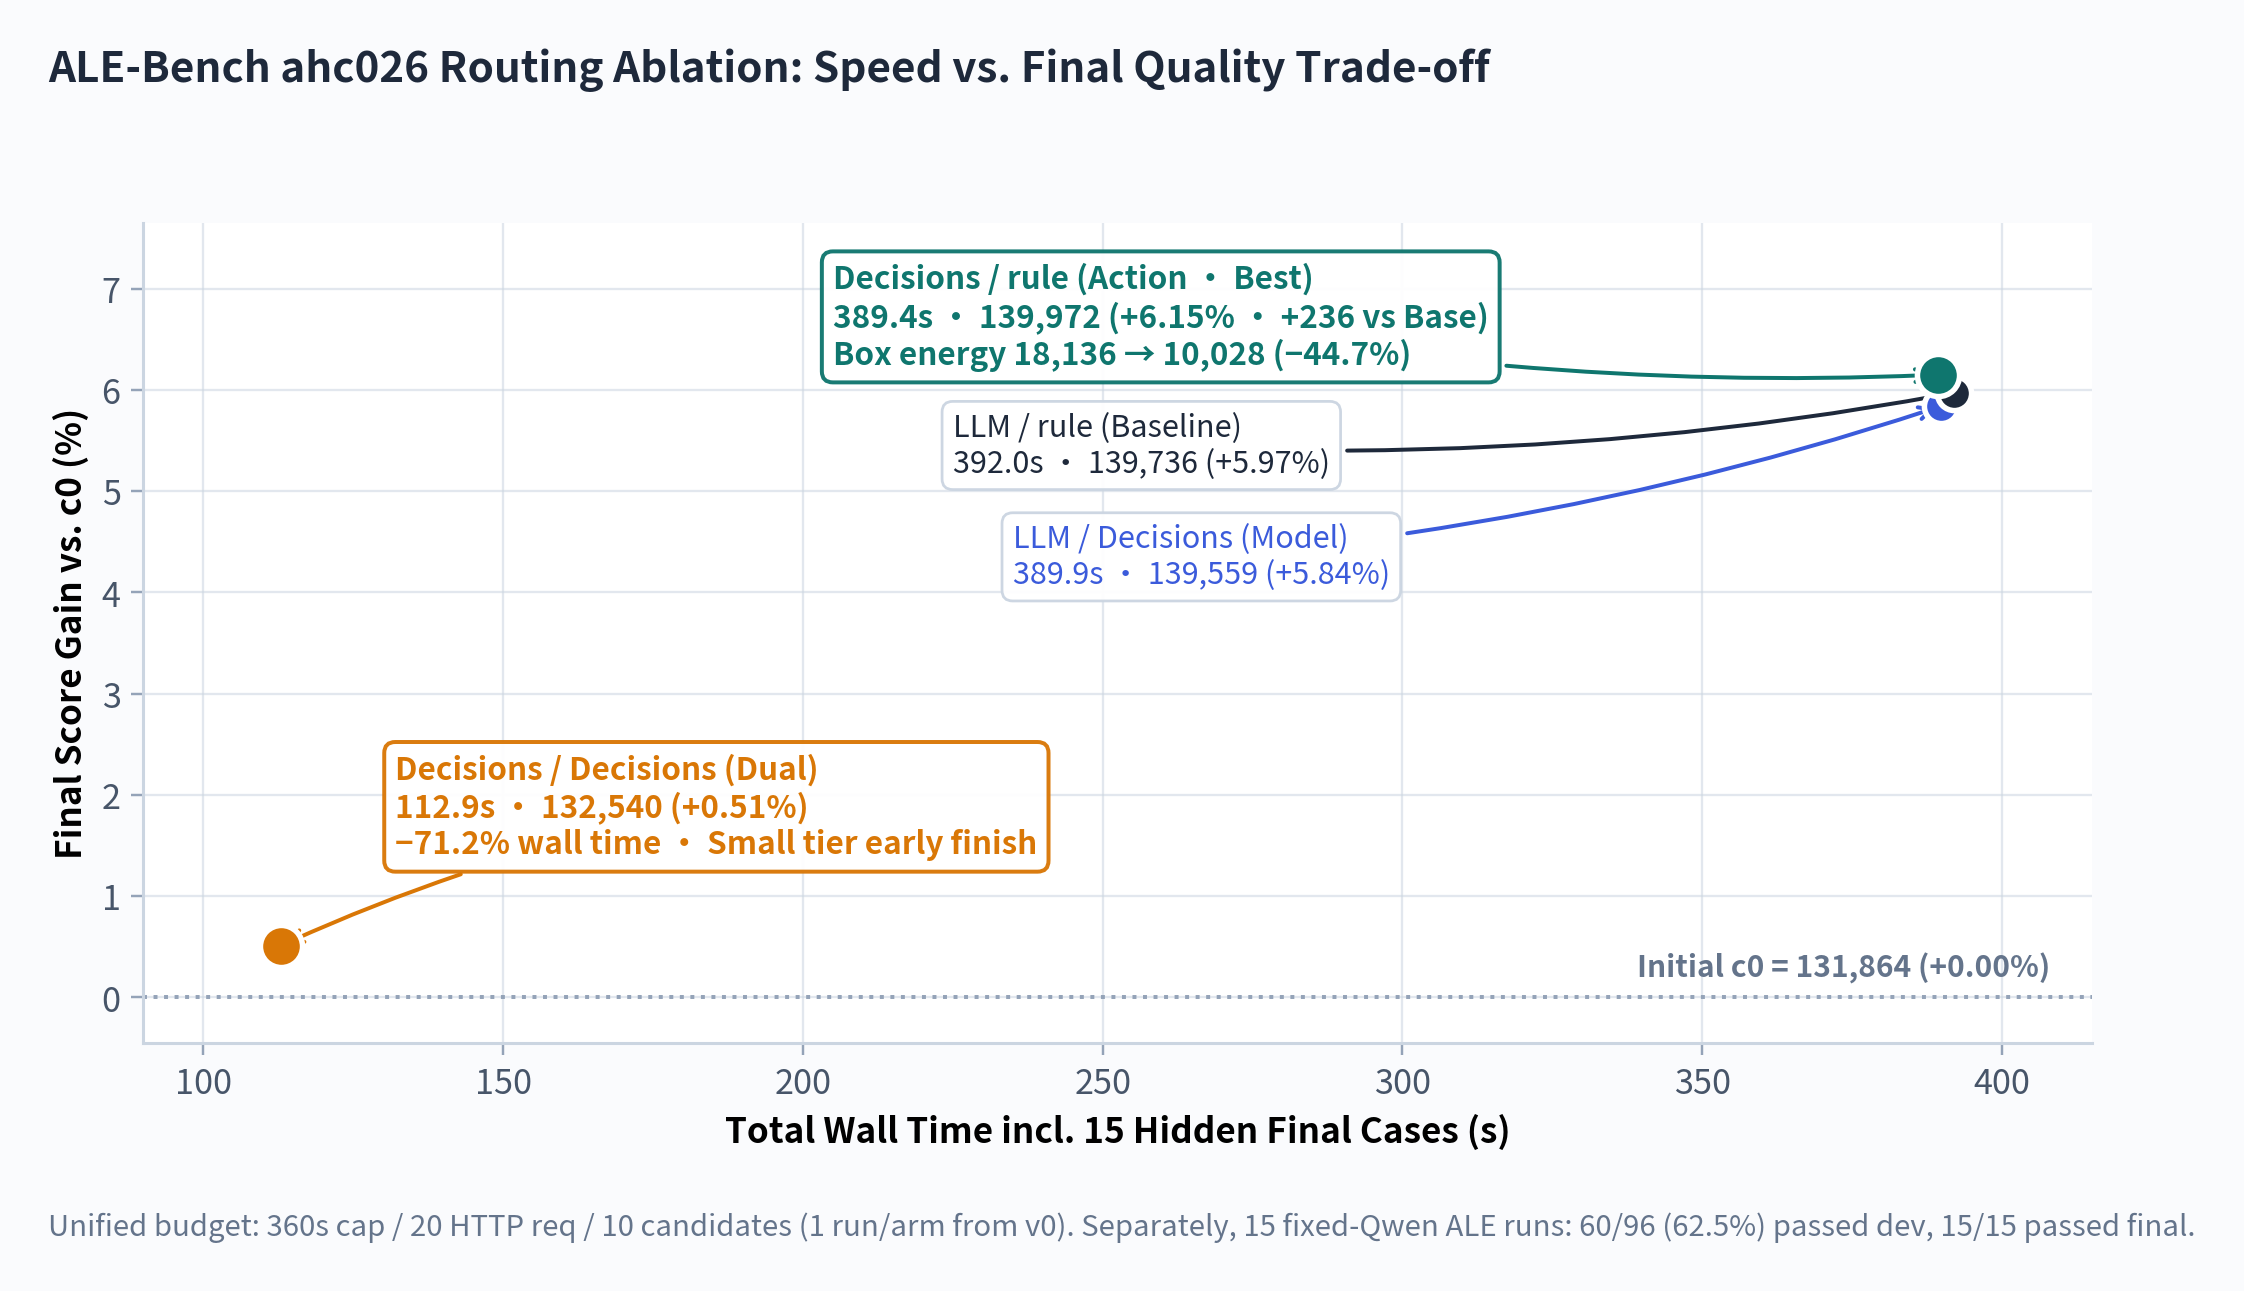 ALE-Bench ahc026 Routing Ablation: Speed vs. Final Quality Trade-off
Decisions / rule (Action • Best)
389.4s • 139,972 (+6.15% • +236 vs Base)
Box energy 18,136 → 10,028 (−44.7%)
LLM / rule (Baseline)
392.0s • 139,736 (+5.97%)
LLM / Decisions (Model)
389.9s • 139,559 (+5.84%)
Decisions / Decisions (Dual)
112.9s • 132,540 (+0.51%)
−71.2% wall time • Small tier early finish
Initial c0 = 131,864 (+0.00%)
Final Score Gain vs. c0 (%)
7
6
5
4
3
2
1
0
100 150 200 250 300 350 400
Total Wall Time incl. 15 Hidden Final Cases (s)
Unified budget: 360s cap / 20 HTTP req / 10 candidates (1 run/arm from v0). Separately, 15 fixed-Qwen ALE runs: 60/96 (62.5%) passed dev, 15/15 passed final.